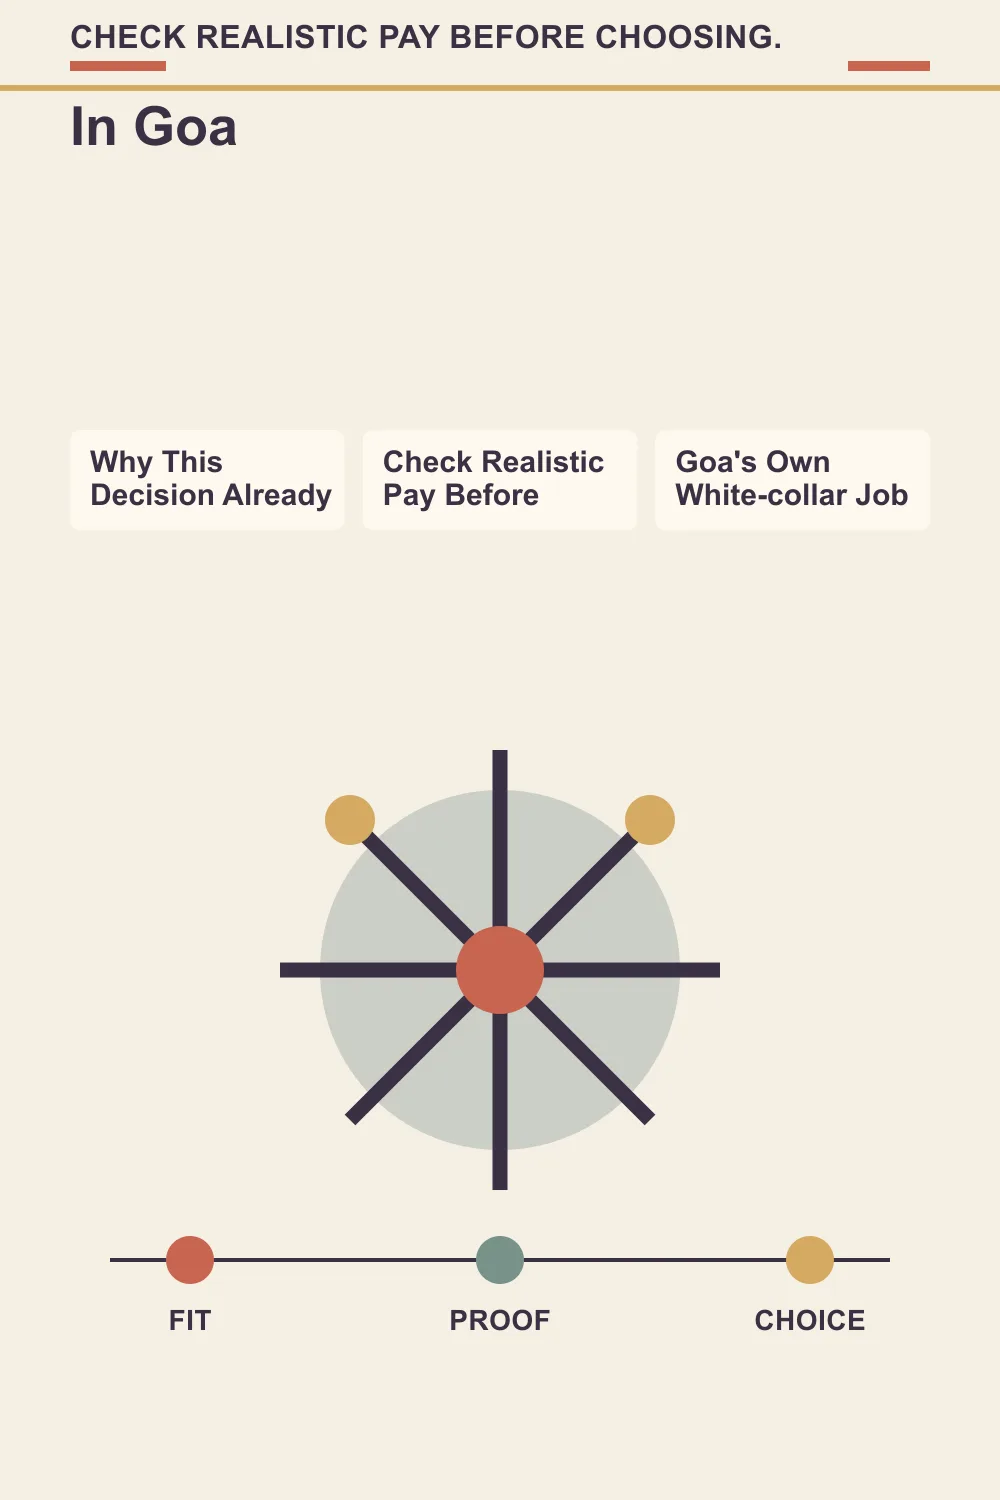 CHECK REALISTIC PAY BEFORE CHOOSING.
In Goa
Why This
Decision Already
Check Realistic
Pay Before
Goa's Own
White-collar Job
FIT
PROOF
CHOICE